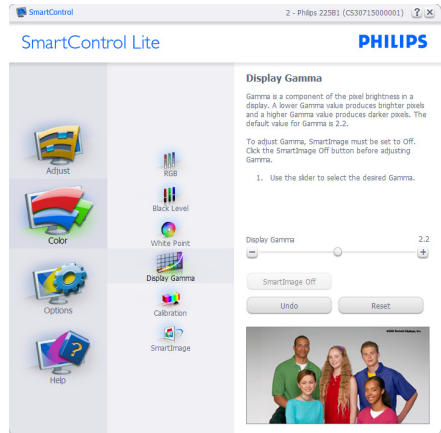 SmartControl
2 - Philips 225B1 (CS30715000001)
SmartControl Lite
PHILIPS
Adjust
Color
Options
Help
RGB
Black Level
White Point
Display Gamma
Calibration
SmartImage
Display Gamma
Gamma is a component of the pixel brightness in a
display. A lower Gamma value produces brighter pixels
and a higher Gamma value produces darker pixels. The
default value for Gamma is 2.2.
To adjust Gamma, SmartImage must be set to Off.
Click the SmartImage Off button before adjusting
Gamma.
1. Use the slider to select the desired Gamma.
Display Gamma 2.2
SmartImage Off
Undo Reset